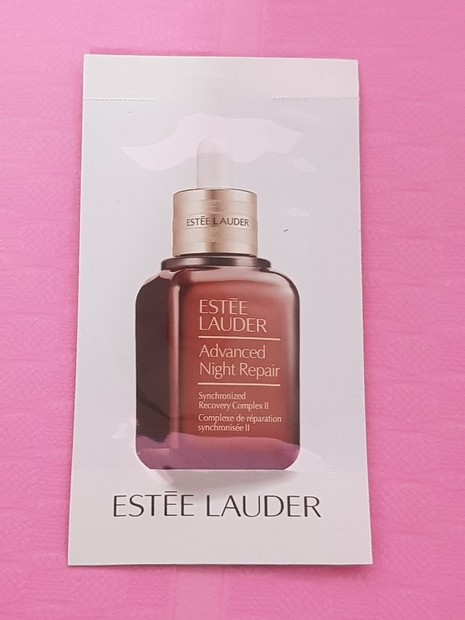 ESTĒE LAUDER
ESTĒE
LAUDER
Advanced
Night Repair
Synchronized
Recovery Complex II
Complexe de réparation
synchronisée II
ESTĒE LAUDER